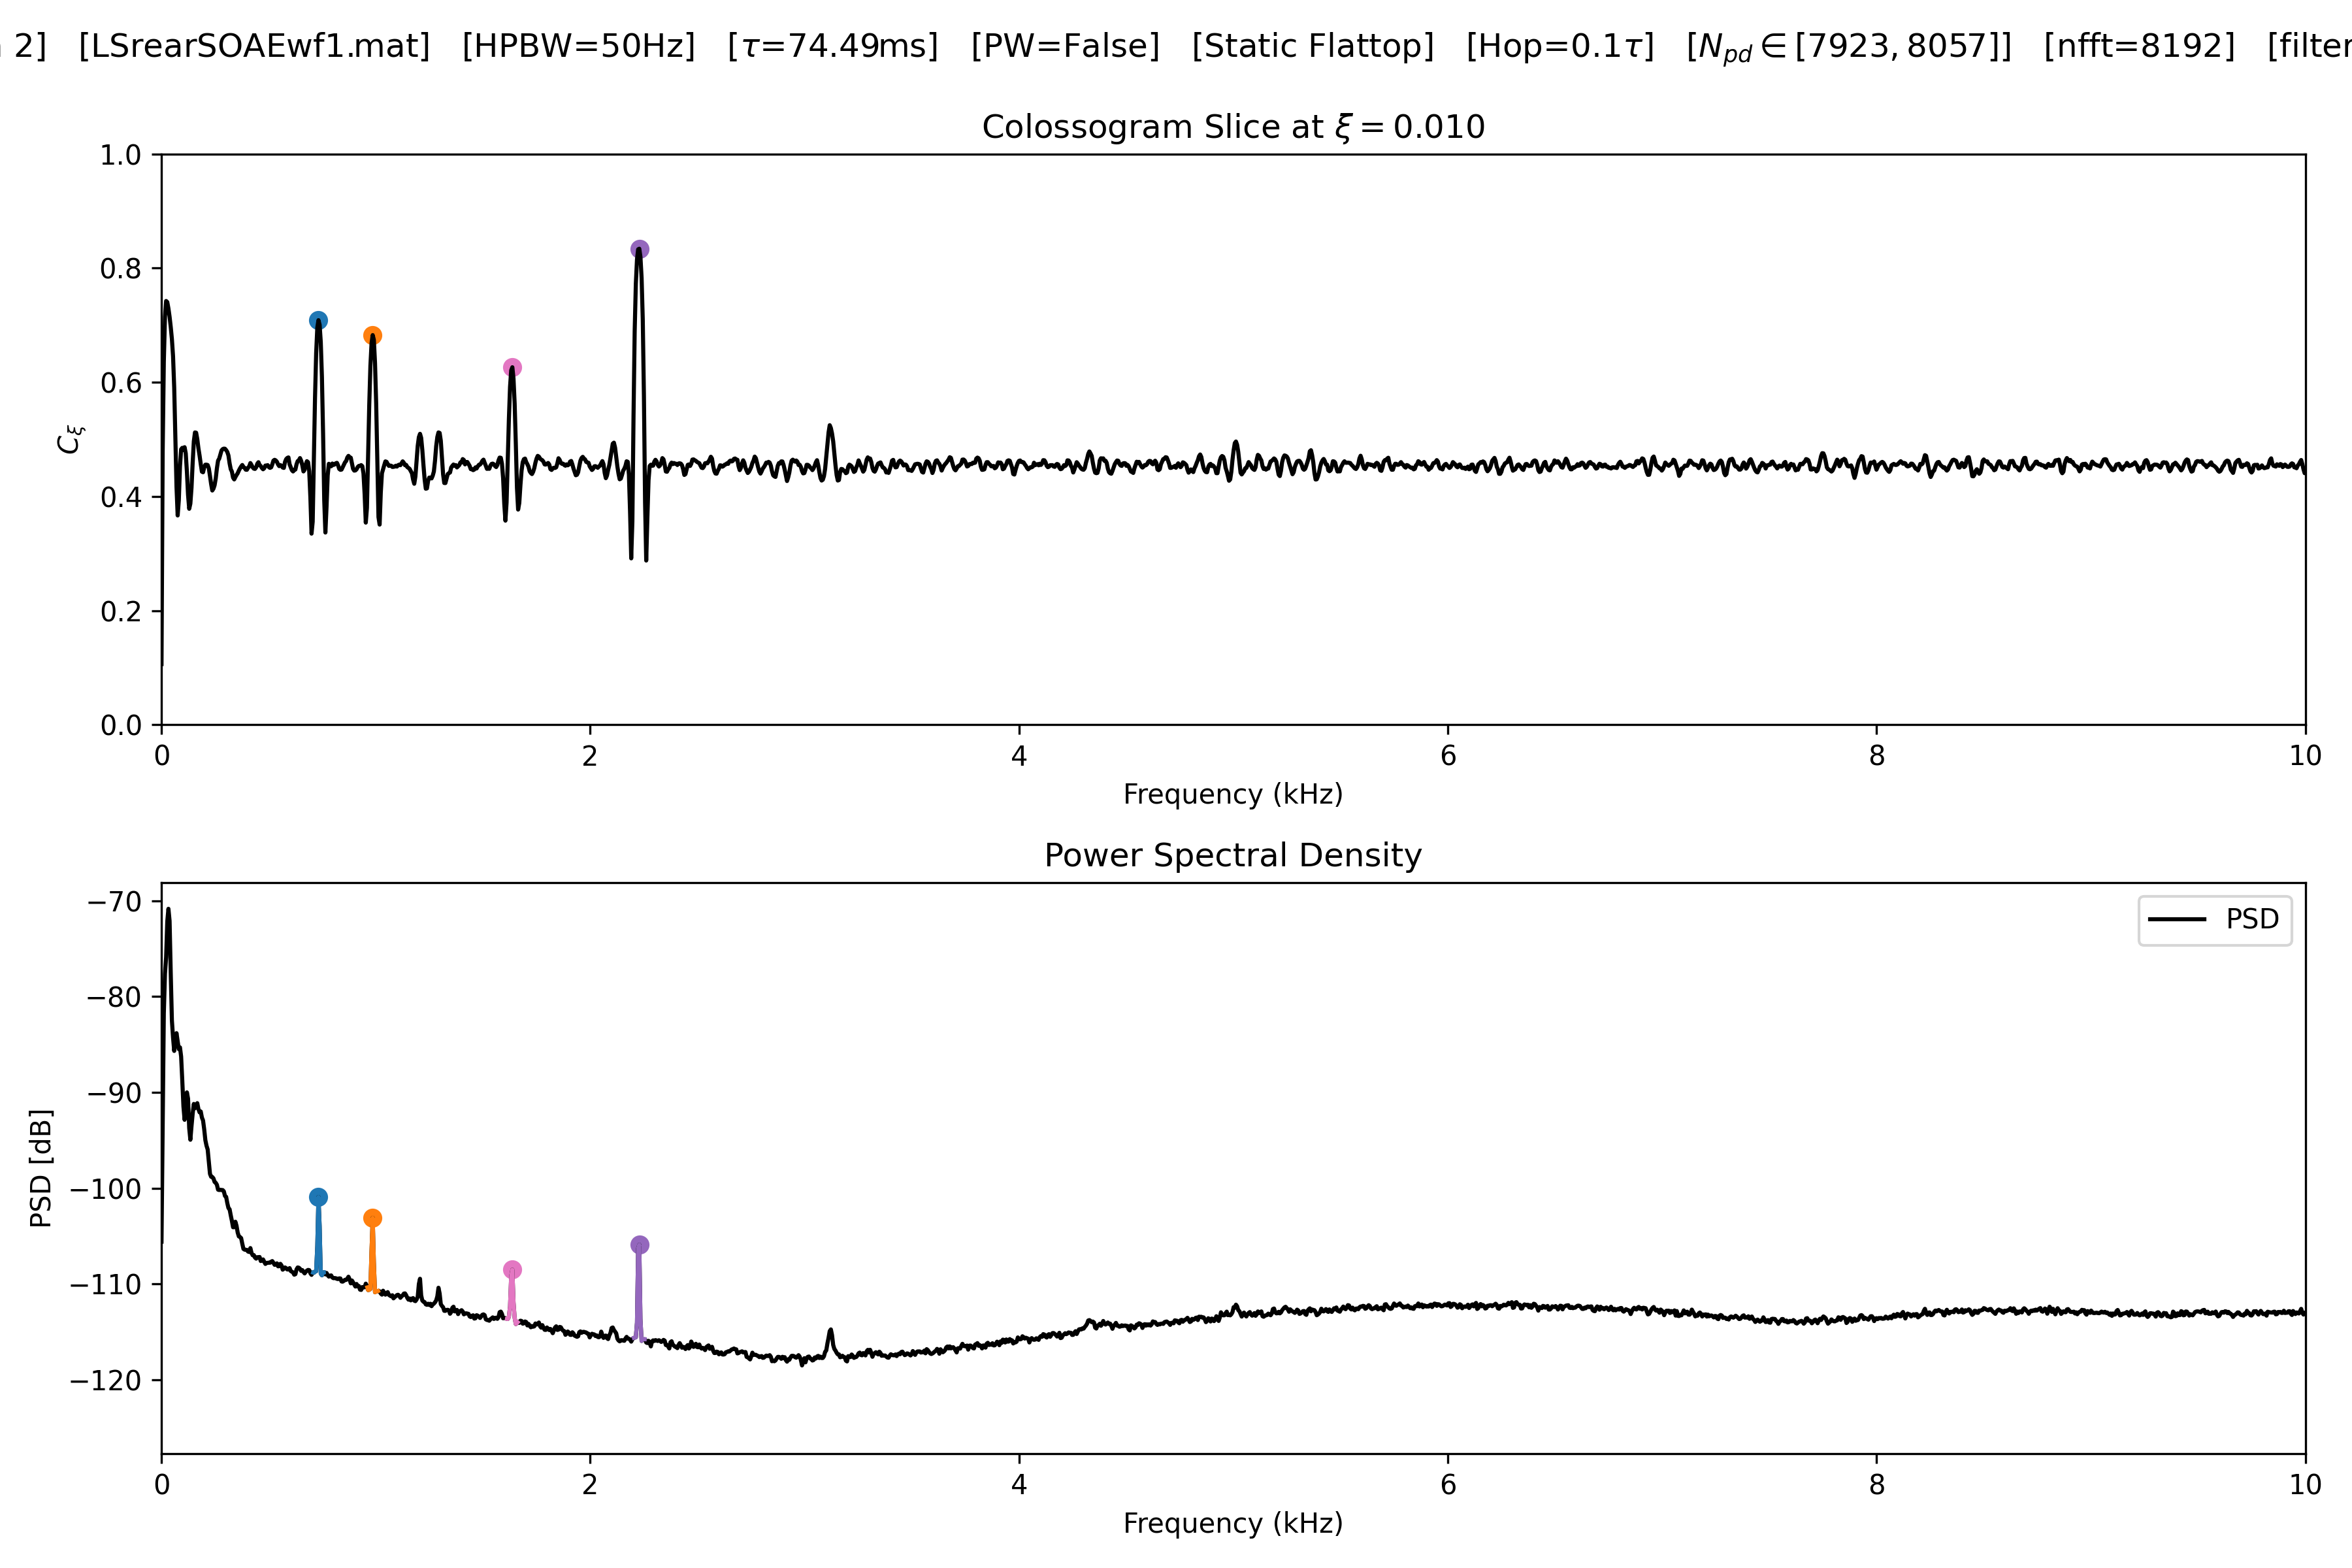 2] [LSrearSOAEwf1.mat] [HPBW=50Hz] [τ=74.49ms] [PW=False] [Static Flattop] [Hop=0.1τ] [N_pd ∈ [7923, 8057]] [nfft=8192] [filter
Colossogram Slice at ξ = 0.010
1.0
0.8
0.6
0.4
0.2
0.0
C_ξ
0 2 4 6 8 10
Frequency (kHz)
Power Spectral Density
PSD
−70
−80
−90
−100
−110
−120
PSD [dB]
0 2 4 6 8 10
Frequency (kHz)